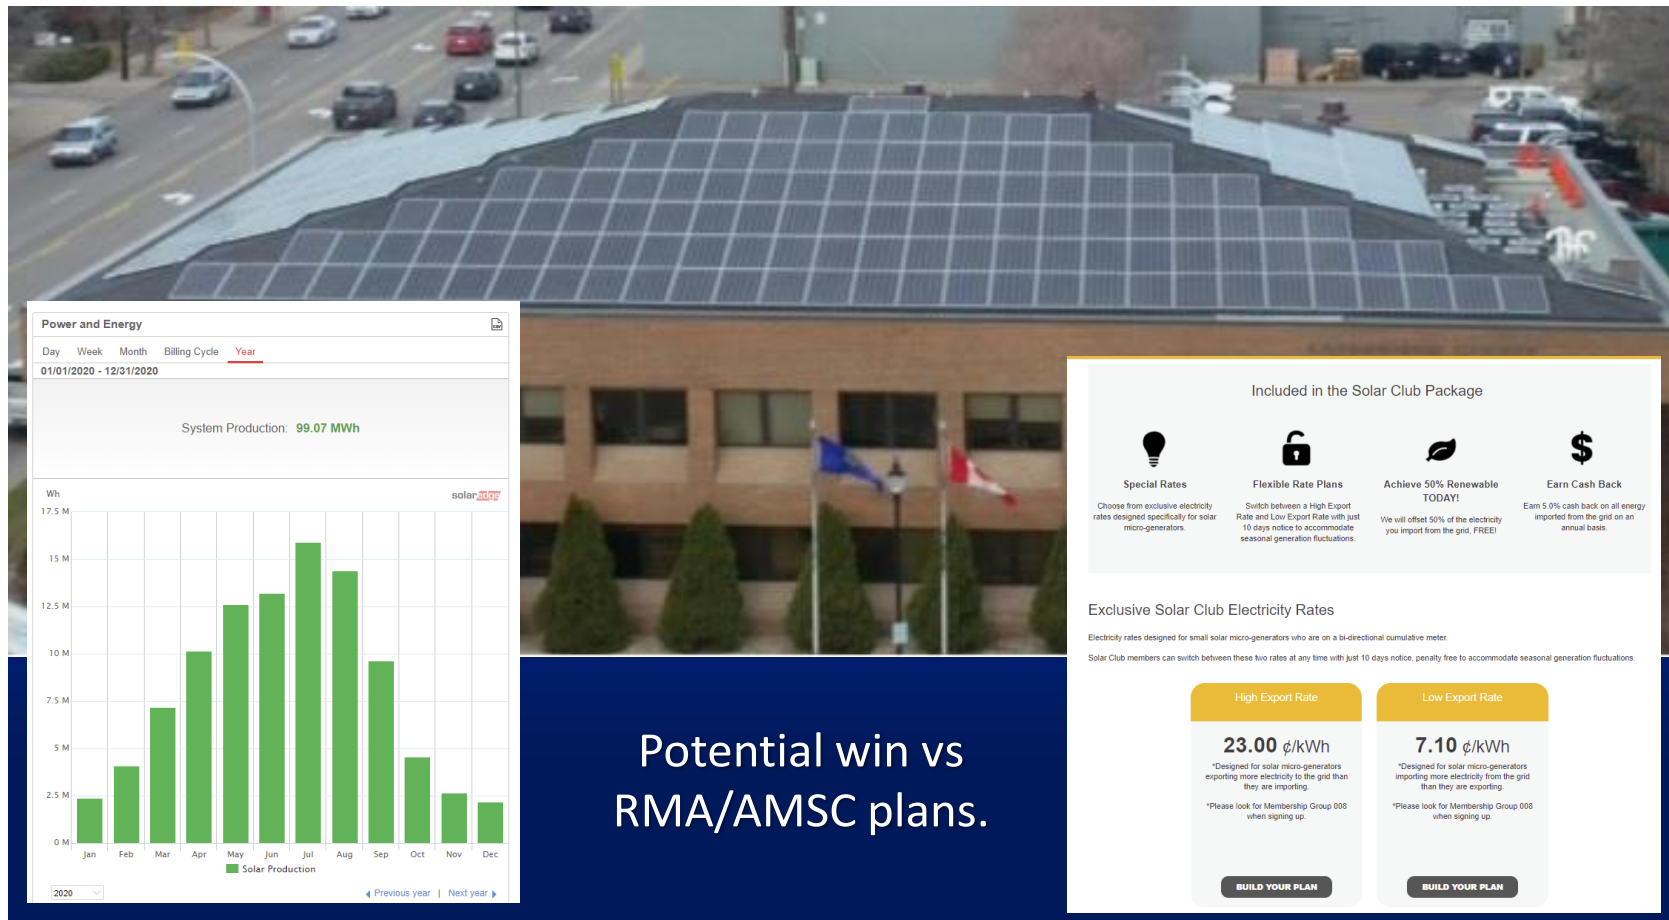 Power and Energy
Day Week Month Billing Cycle Year
01/01/2020 - 12/31/2020
System Production: 99.07 MWh
Wh
solaredge
17.5 M
15 M
12.5 M
10 M
7.5 M
5 M
2.5 M
0 M
Jan Feb Mar Apr May Jun Jul Aug Sep Oct Nov Dec
Solar Production
2020
Previous year | Next year
Potential win vs
RMA/AMSC plans.
Included in the Solar Club Package
Special Rates
Choose from exclusive electricity
rates designed specifically for solar
micro-generators.
Flexible Rate Plans
Switch between a High Export
Rate and Low Export Rate with just
10 days notice to accommodate
seasonal generation fluctuations.
Achieve 50% Renewable
TODAY!
We will offset 50% of the electricity
you import from the grid, FREE!
$
Earn Cash Back
Earn 5.0% cash back on all energy
imported from the grid on an
annual basis.
Exclusive Solar Club Electricity Rates
Electricity rates designed for small solar micro-generators who are on a bi-directional cumulative meter.
Solar Club members can switch between these two rates at any time with just 10 days notice, penalty free to accommodate seasonal generation fluctuations.
High Export Rate
23.00 ¢/kWh
*Designed for solar micro-generators
exporting more electricity to the grid than
they are importing.
*Please look for Membership Group 008
when signing up.
BUILD YOUR PLAN
Low Export Rate
7.10 ¢/kWh
*Designed for solar micro-generators
importing more electricity from the grid
than they are exporting.
*Please look for Membership Group 008
when signing up.
BUILD YOUR PLAN